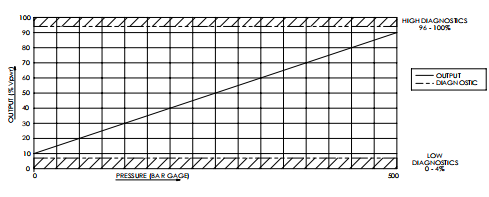 100
90
80
70
60
50
40
30
20
10
0
OUTPUT (% Vpwr)
0
500
PRESSURE (BAR GAGE)
HIGH DIAGNOSTICS
96 - 100%
OUTPUT
DIAGNOSTIC
LOW
DIAGNOSTICS
0 - 4%